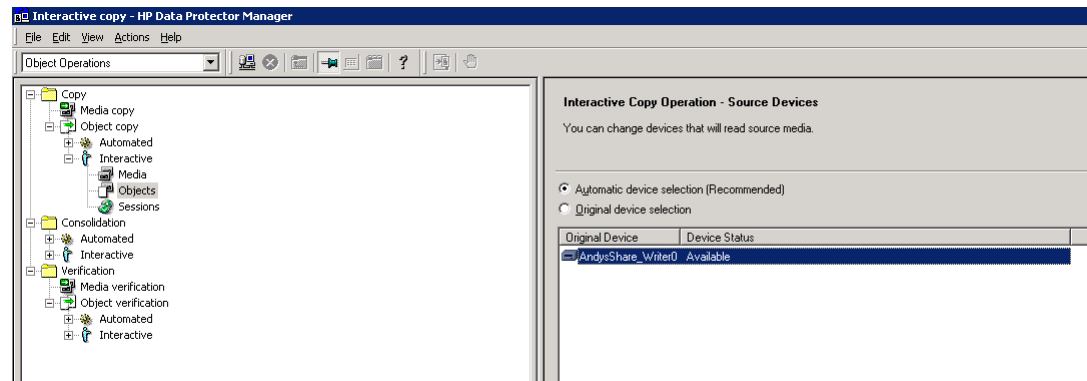 Interactive copy - HP Data Protector Manager
File Edit View Actions Help
Object Operations
Copy
Media copy
Object copy
Automated
Interactive
Media
Objects
Sessions
Consolidation
Automated
Interactive
Verification
Media verification
Object verification
Automated
Interactive
Interactive Copy Operation - Source Devices
You can change devices that will read source media.
Automatic device selection (Recommended)
Original device selection
Original Device Device Status
AndysShare_Writer0 Available